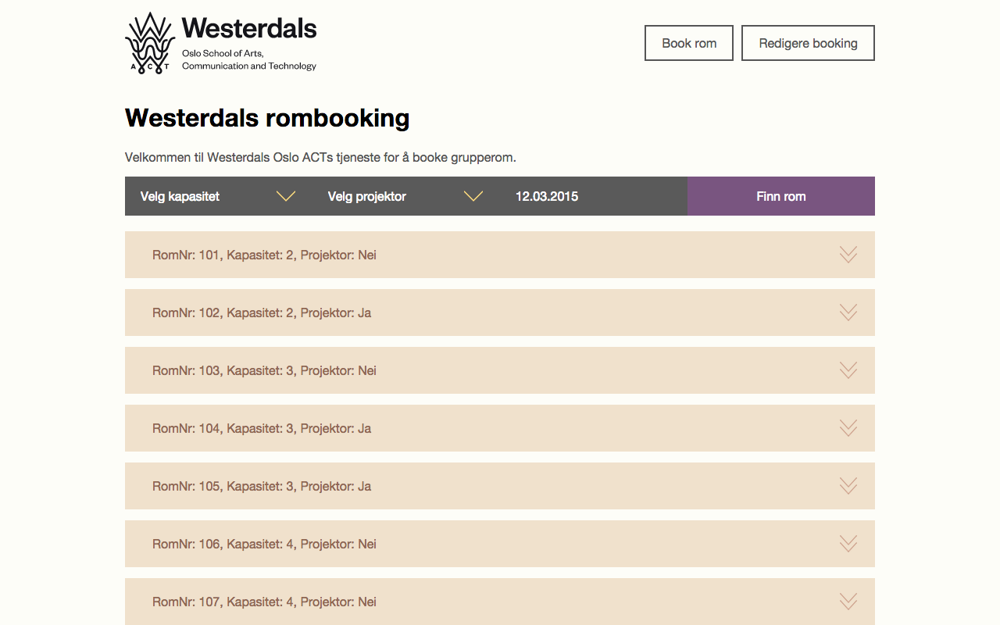 Westerdals
Oslo School of Arts,
Communication and Technology
A C T
Book rom
Redigere booking
Westerdals rombooking
Velkommen til Westerdals Oslo ACTs tjeneste for å booke grupperom.
Velg kapasitet
Velg projektor
12.03.2015
Finn rom
RomNr: 101, Kapasitet: 2, Projektor: Nei
RomNr: 102, Kapasitet: 2, Projektor: Ja
RomNr: 103, Kapasitet: 3, Projektor: Nei
RomNr: 104, Kapasitet: 3, Projektor: Ja
RomNr: 105, Kapasitet: 3, Projektor: Ja
RomNr: 106, Kapasitet: 4, Projektor: Nei
RomNr: 107, Kapasitet: 4, Projektor: Nei